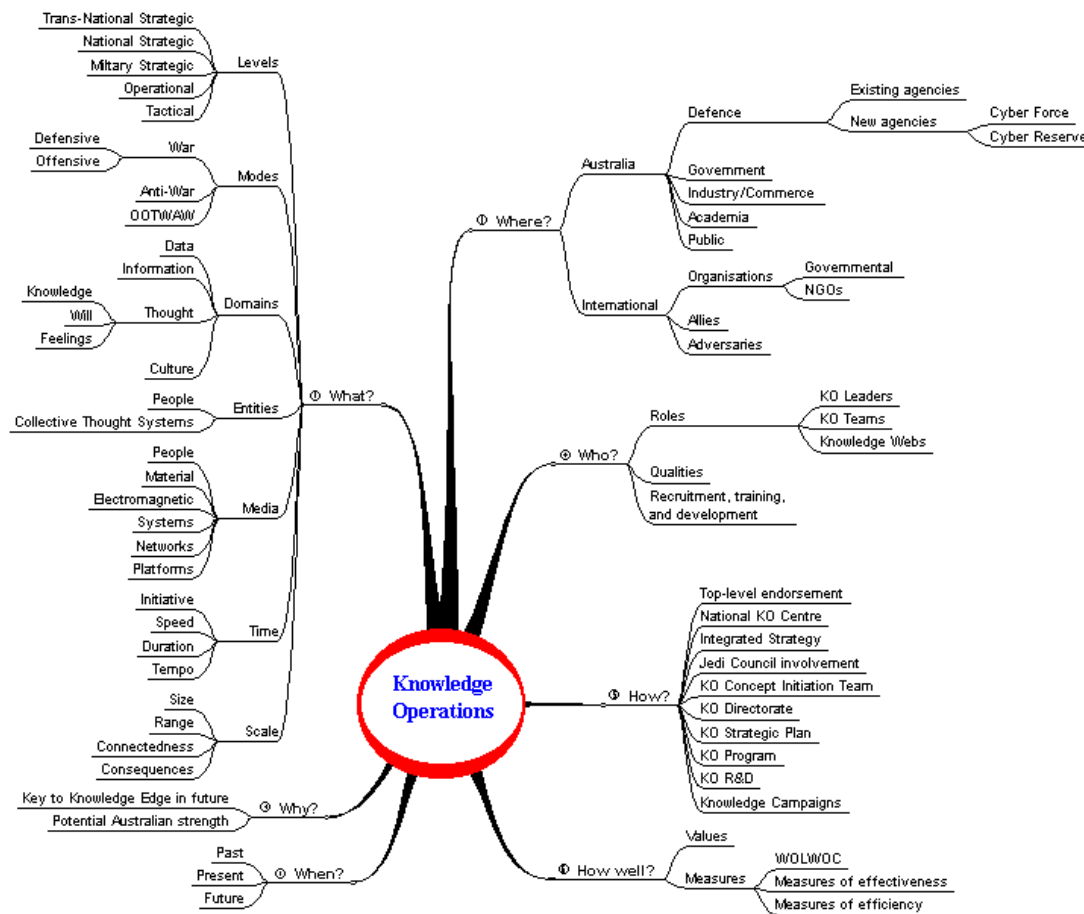 Knowledge
Operations
What?
Levels
Trans-National Strategic
National Strategic
Miltary Strategic
Operational
Tactical
Modes
War
Defensive
Offensive
Anti-War
OOTWAW
Domains
Data
Information
Thought
Knowledge
Will
Feelings
Culture
Entities
People
Collective Thought Systems
Media
People
Material
Electromagnetic
Systems
Networks
Platforms
Time
Initiative
Speed
Duration
Tempo
Scale
Size
Range
Connectedness
Consequences
Why?
Key to Knowledge Edge in future
Potential Australian strength
When?
Past
Present
Future
Where?
Australia
Defence
Existing agencies
New agencies
Cyber Force
Cyber Reserve
Government
Industry/Commerce
Academia
Public
International
Organisations
Governmental
NGOs
Allies
Adversaries
Who?
Roles
KO Leaders
KO Teams
Knowledge Webs
Qualities
Recruitment, training,
and development
How?
Top-level endorsement
National KO Centre
Integrated Strategy
Jedi Council involvement
KO Concept Initiation Team
KO Directorate
KO Strategic Plan
KO Program
KO R&D
Knowledge Campaigns
How well?
Values
Measures
WOLWOC
Measures of effectiveness
Measures of efficiency